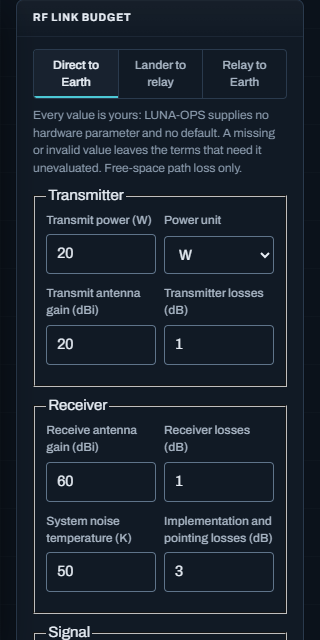 RF LINK BUDGET
Direct to Earth
Lander to relay
Relay to Earth
Every value is yours: LUNA-OPS supplies no
hardware parameter and no default. A missing
or invalid value leaves the terms that need it
unevaluated. Free-space path loss only.
Transmitter
Transmit power (W)
Power unit
20
W
Transmit antenna
gain (dBi)
Transmitter losses
(dB)
20
1
Receiver
Receive antenna
gain (dBi)
Receiver losses
(dB)
60
1
System noise
temperature (K)
Implementation and
pointing losses (dB)
50
3
Signal